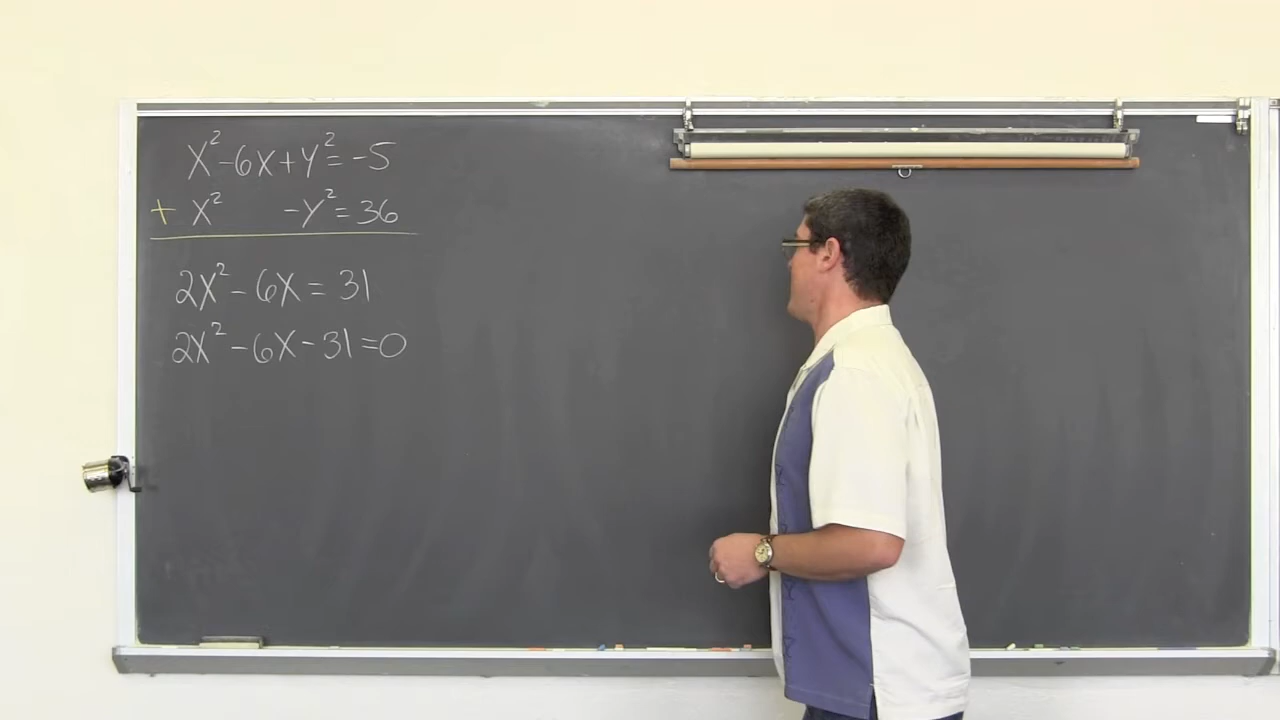 x²-6x+y²=-5
+ x² -y²=36
2x²-6x=31
2x²-6x-31=0